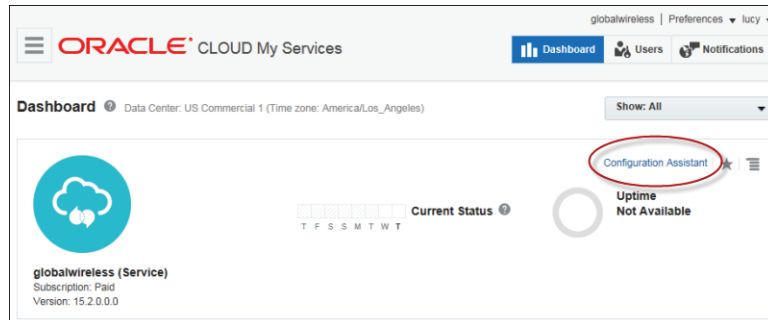 globalwireless | Preferences lucy
ORACLE CLOUD My Services
Dashboard Users Notifications
Dashboard ? Data Center: US Commercial 1 (Time zone: America/Los_Angeles)
Show: All
Configuration Assistant
Current Status ?
T F S S M T W T
Uptime
Not Available
globalwireless (Service)
Subscription: Paid
Version: 15.2.0.0.0